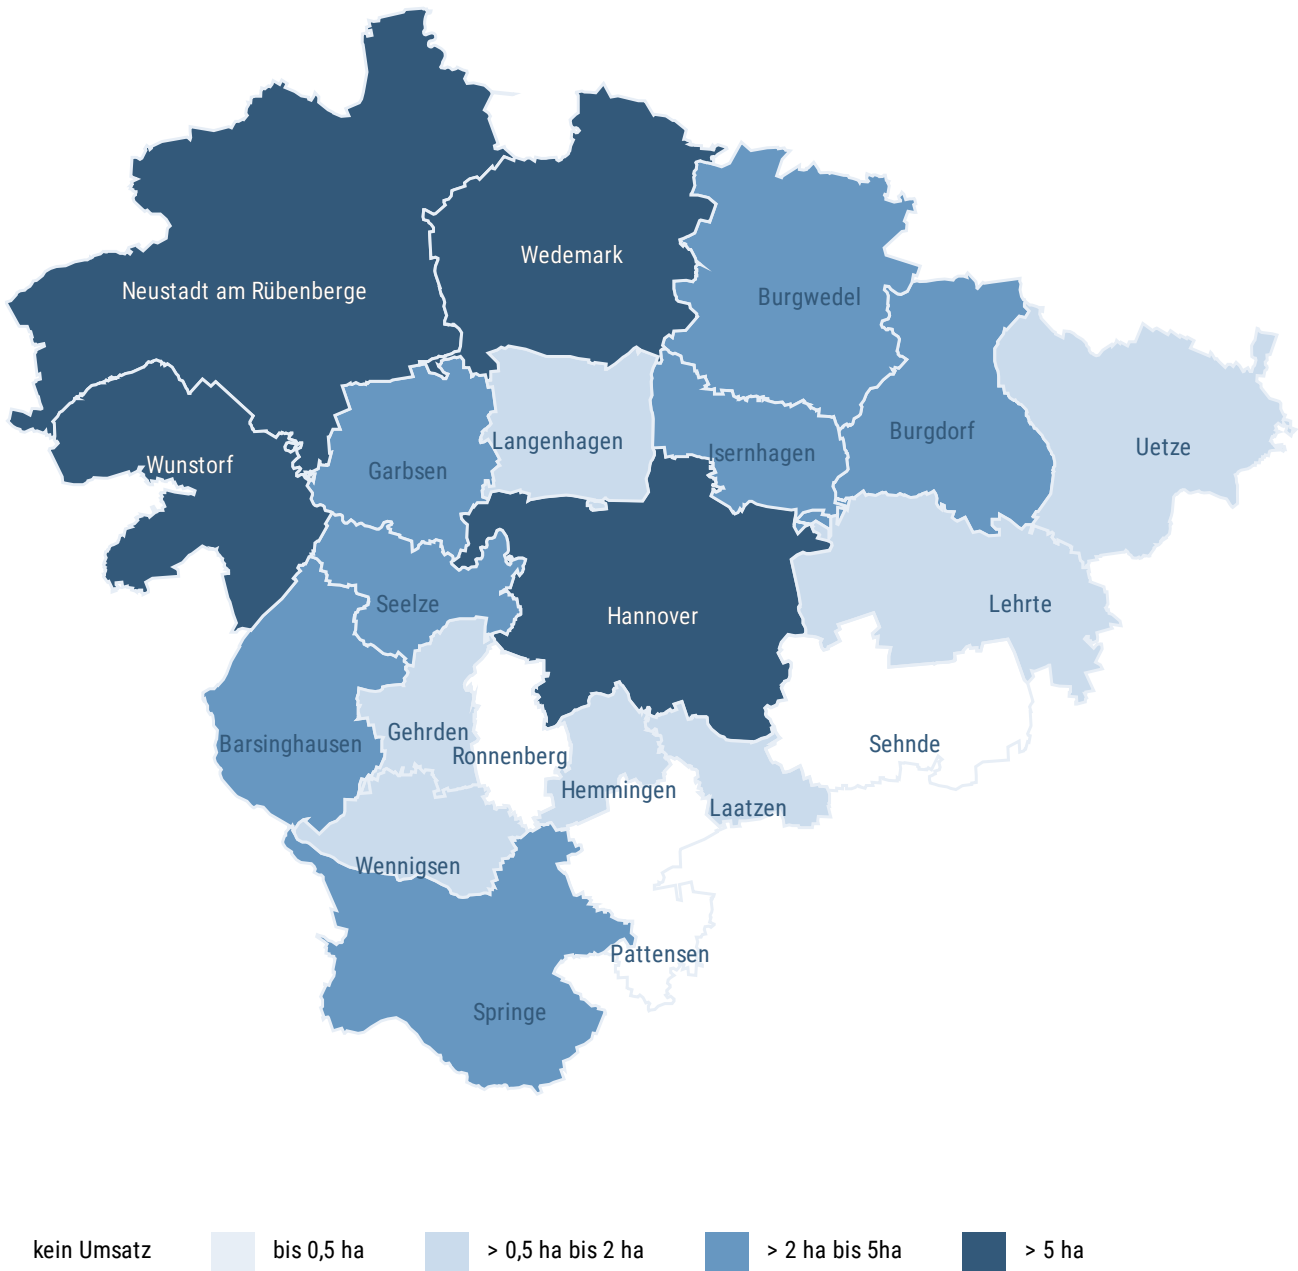 Wedemark
Neustadt am Rübenberge
Burgwedel
Burgdorf
Langenhagen
Uetze
Isernhagen
Wunstorf
Garbsen
Seelze
Lehrte
Hannover
Gehrden
Barsinghausen
Sehnde
Ronnenberg
Hemmingen
Laatzen
Wennigsen
Pattensen
Springe
kein Umsatz
bis 0,5 ha
> 0,5 ha bis 2 ha
> 2 ha bis 5ha
> 5 ha